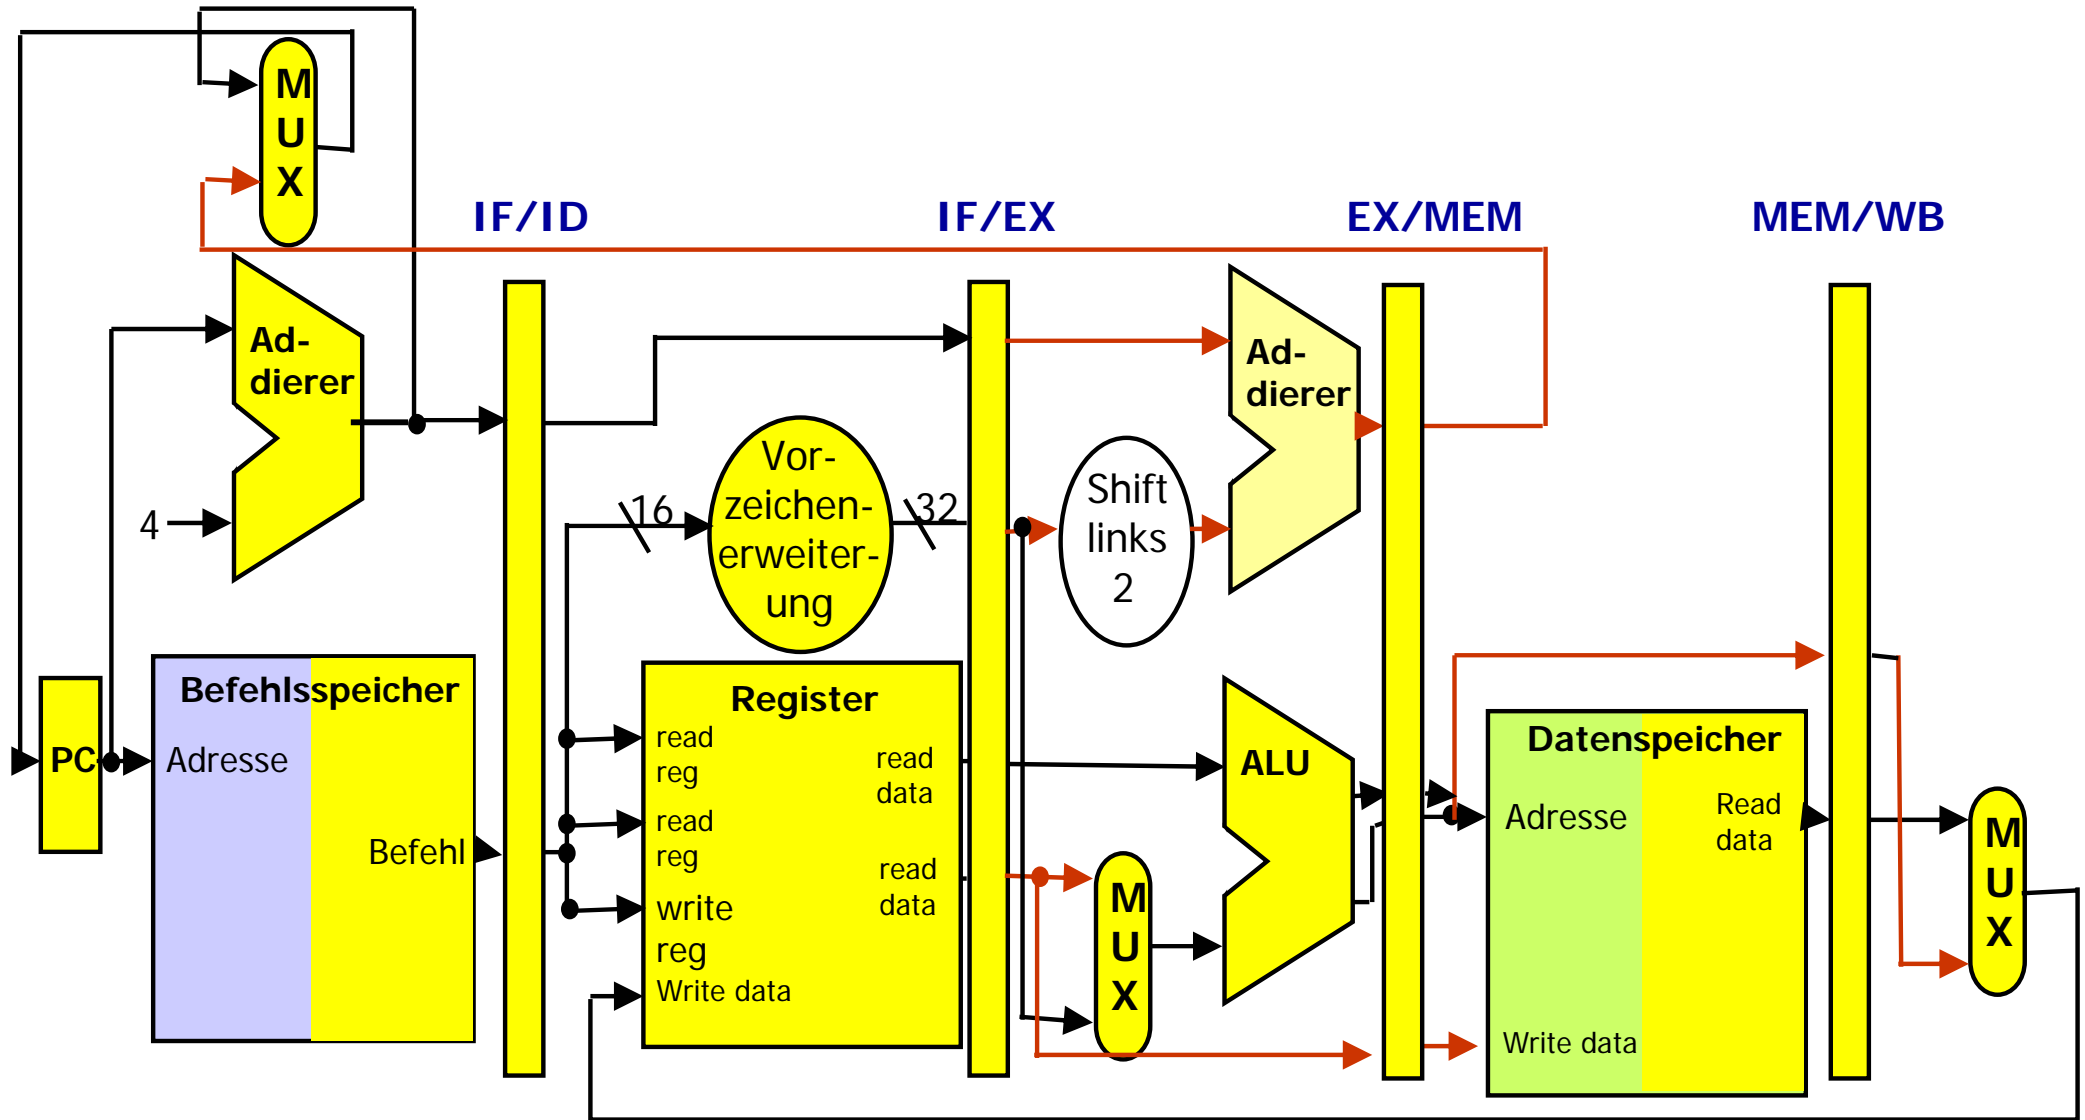 M
U
X
IF/ID
IF/EX
EX/MEM
MEM/WB
Ad-
dierer
4
16
Vor-
zeichen-
erweiter-
ung
32
Shift
links
2
Ad-
dierer
PC
Befehlsspeicher
Adresse
Befehl
Register
read
reg
read
reg
write
reg
Write data
read
data
read
data
M
U
X
ALU
Datenspeicher
Adresse
Read
data
Write data
M
U
X